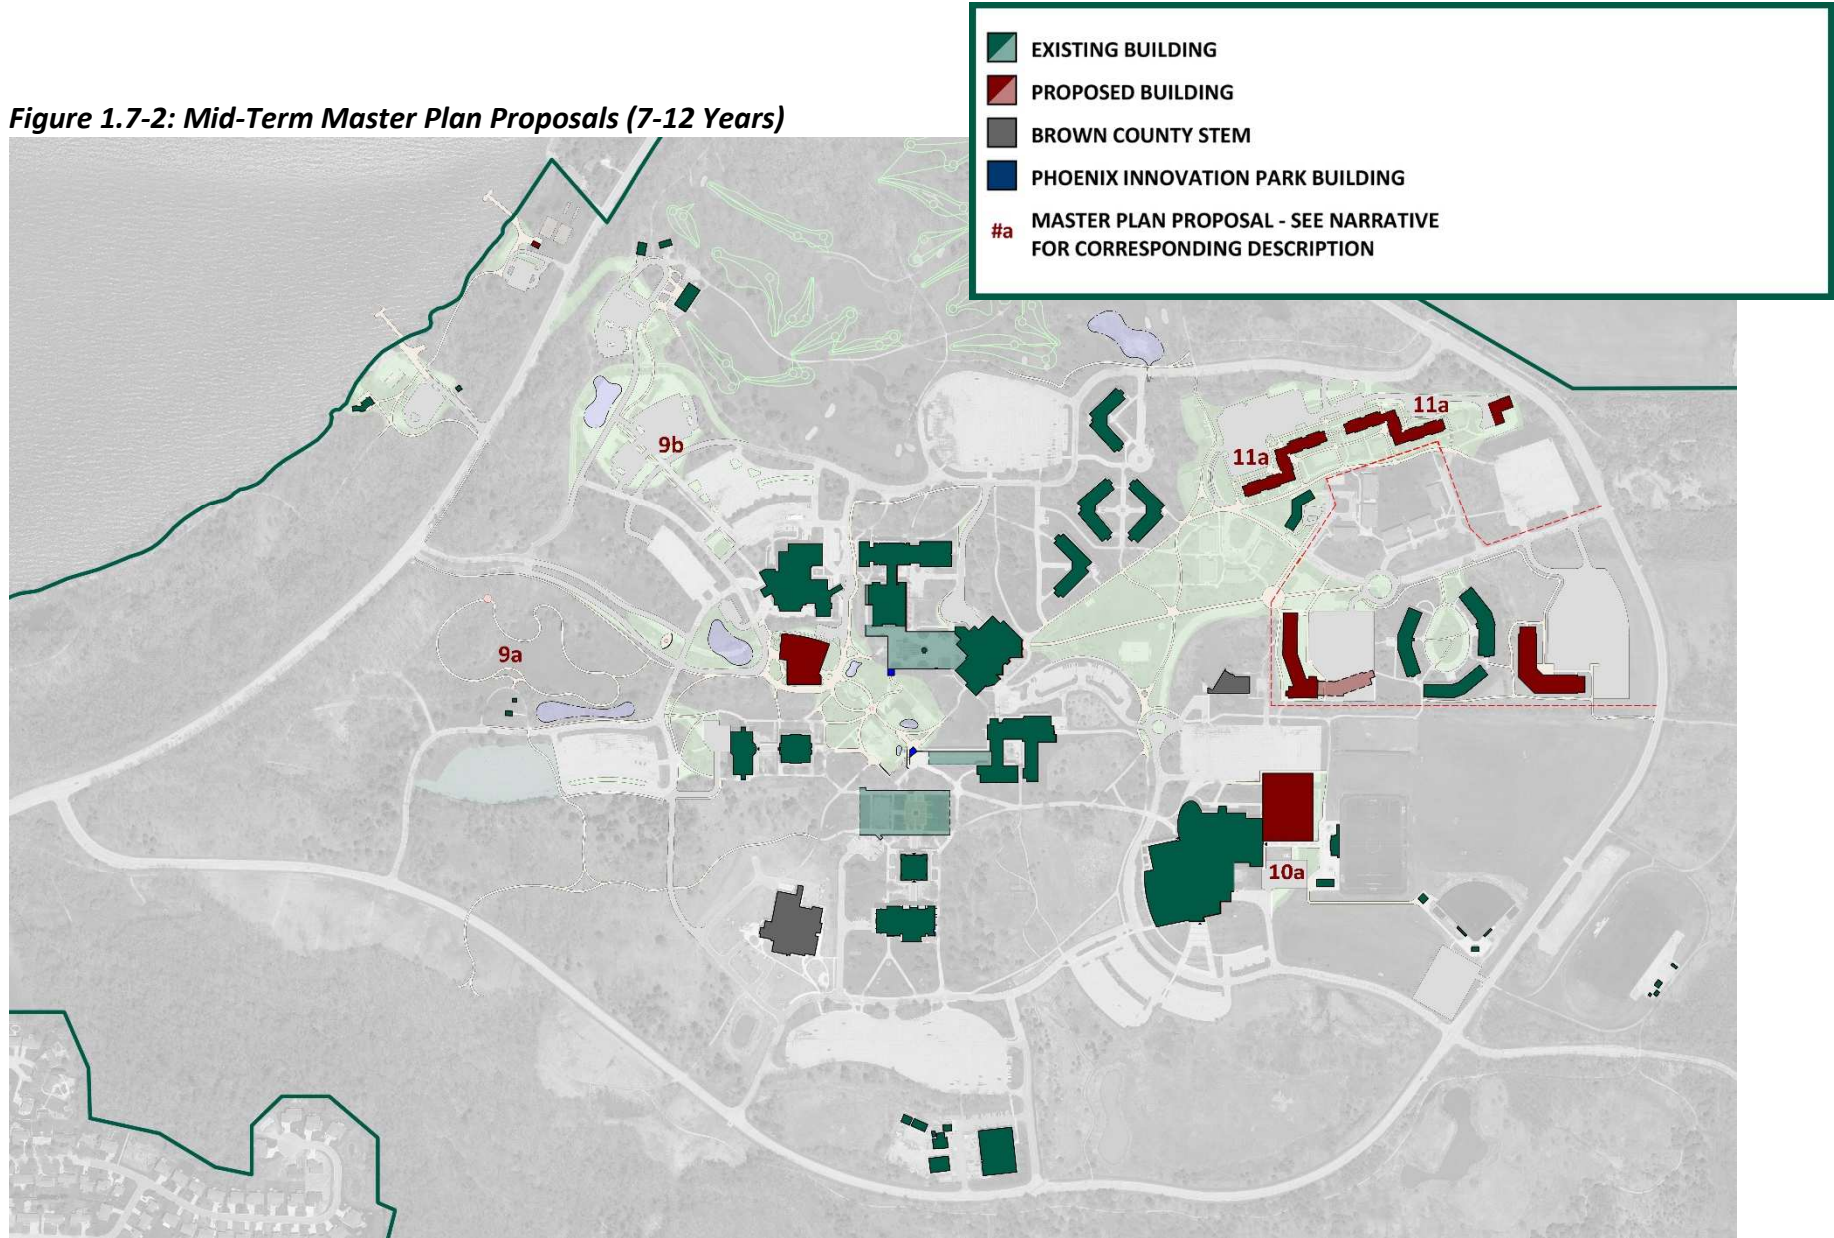 EXISTING BUILDING
PROPOSED BUILDING
BROWN COUNTY STEM
PHOENIX INNOVATION PARK BUILDING
#a MASTER PLAN PROPOSAL - SEE NARRATIVE
FOR CORRESPONDING DESCRIPTION
Figure 1.7-2: Mid-Term Master Plan Proposals (7-12 Years)
11a
9b
11a
9a
10a